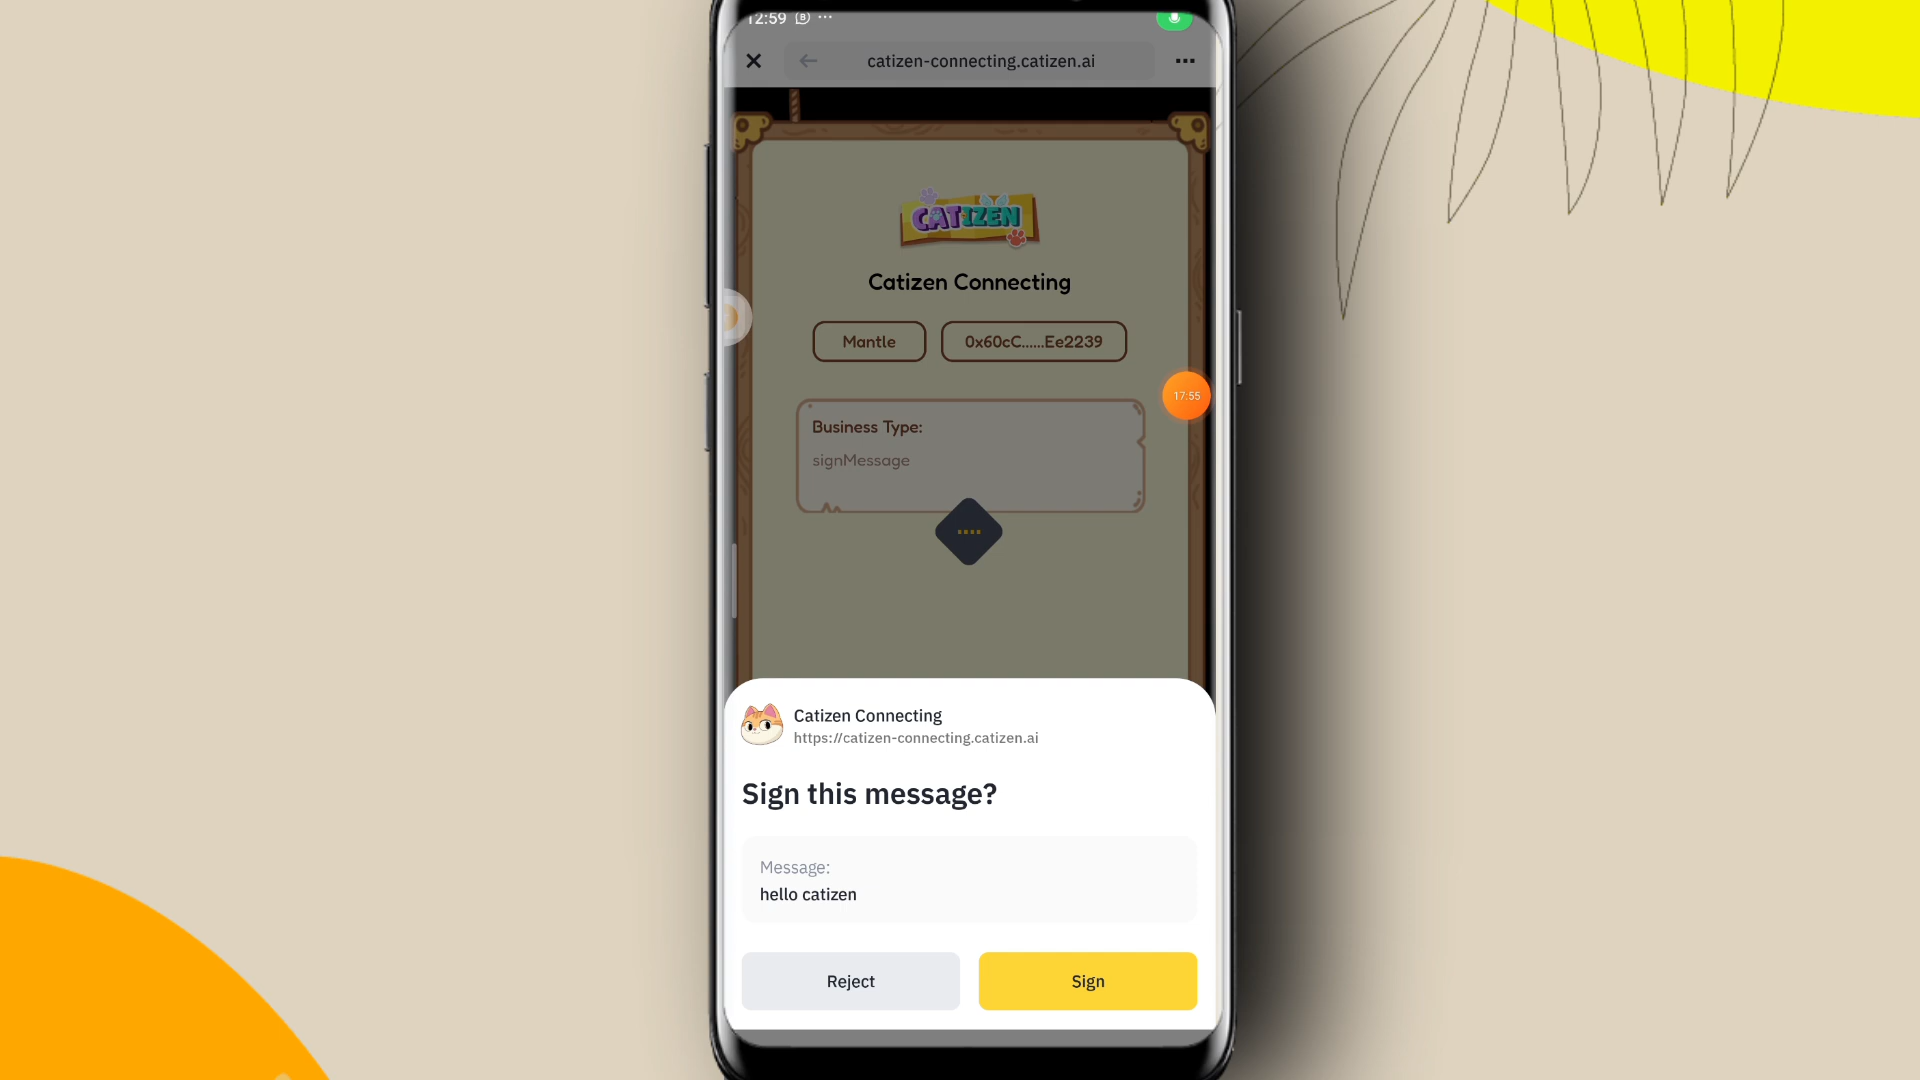 12:59
catizen-connecting.catizen.ai
CATIZEN
Catizen Connecting
Mantle
0x60cC......Ee2239
17:55
Business Type:
signMessage
Catizen Connecting
https://catizen-connecting.catizen.ai
Sign this message?
Message:
hello catizen
Reject
Sign